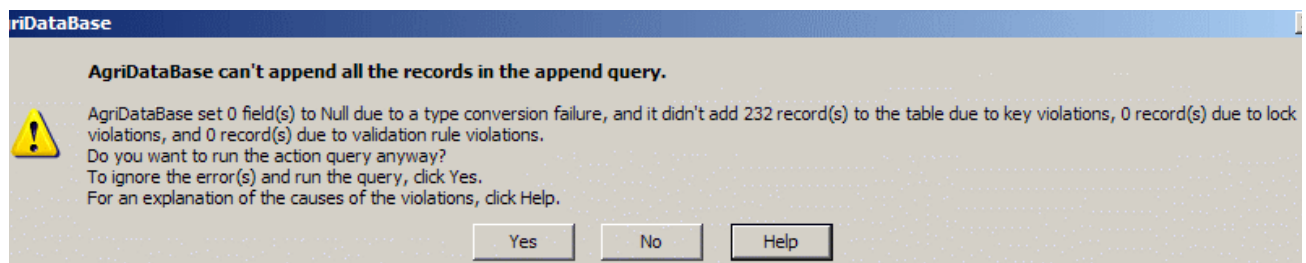 riDataBase
AgriDataBase can't append all the records in the append query.
AgriDataBase set 0 field(s) to Null due to a type conversion failure, and it didn't add 232 record(s) to the table due to key violations, 0 record(s) due to lock
violations, and 0 record(s) due to validation rule violations.
Do you want to run the action query anyway?
To ignore the error(s) and run the query, click Yes.
For an explanation of the causes of the violations, click Help.
Yes No Help